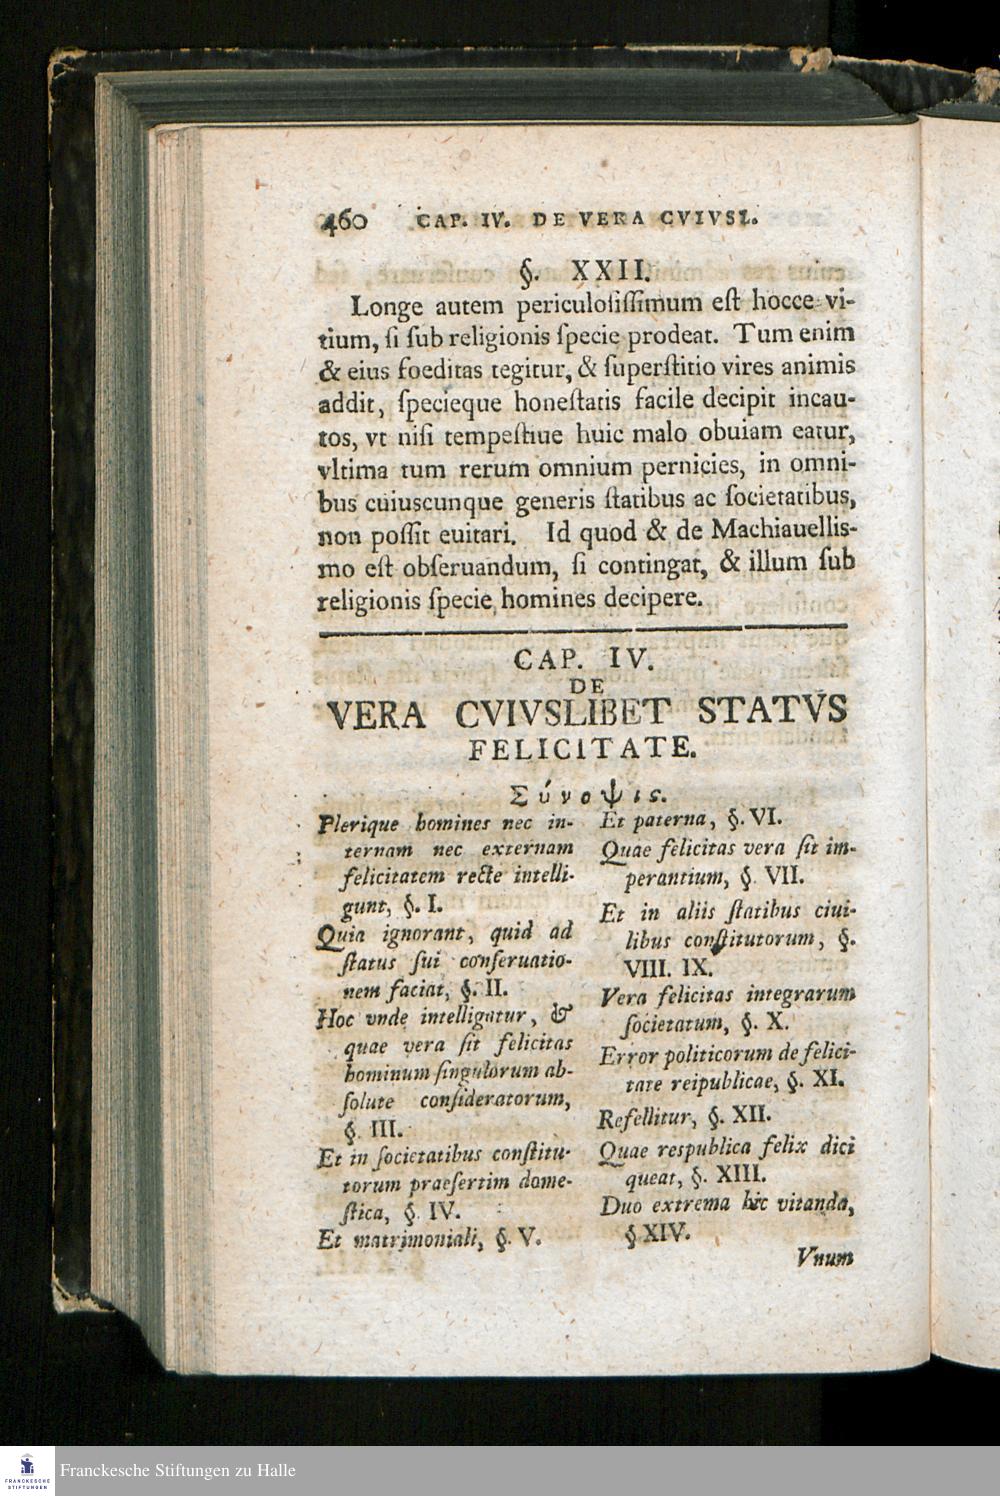 460 CAP. IV. DE VERA CVIVSL.
§. XXII.
Longe autem periculoſiſſimum eſt hocce vi-
tium, ſi ſub religionis ſpecie prodeat. Tum enim
& eius foeditas tegitur, & ſuperſtitio vires animis
addit, ſpecieque honeſtatis facile decipit incau-
tos, vt niſi tempeſtiue huic malo obuiam eatur,
vltima tum rerum omnium pernicies, in omni-
bus cuiuscunque generis ſtatibus ac ſocietatibus,
non poſſit euitari. Id quod & de Machiauellis-
mo eſt obſeruandum, ſi contingat, & illum ſub
religionis ſpecie homines decipere.
CAP. IV.
DE
VERA CVIVSLIBET STATVS
FELICITATE.
Σύνοψις.
Plerique homines nec in-
ternam nec externam
felicitatem recte intelli-
gunt, §. I.
Quia ignorant, quid ad
ſtatus ſui conſeruatio-
nem faciat, §. II.
Hoc vnde intelligatur, &
quae vera ſit felicitas
hominum ſingulorum ab-
ſolute conſideratorum,
§. III.
Et in ſocietatibus conſtitu-
torum praeſertim dome-
ſtica, §. IV.
Et matrimoniali, §. V.
Et paterna, §. VI.
Quae felicitas vera ſit im-
perantium, §. VII.
Et in aliis ſtatibus ciui-
libus conſtitutorum, §.
VIII. IX.
Vera felicitas integrarum
ſocietatum, §. X.
Error politicorum de felici-
tate reipublicae, §. XI.
Refellitur, §. XII.
Quae respublica felix dici
queat, §. XIII.
Duo extrema hic vitanda,
§ XIV.
Vnum
FRANCKESCHE
STIFTUNGEN
Franckesche Stiftungen zu Halle